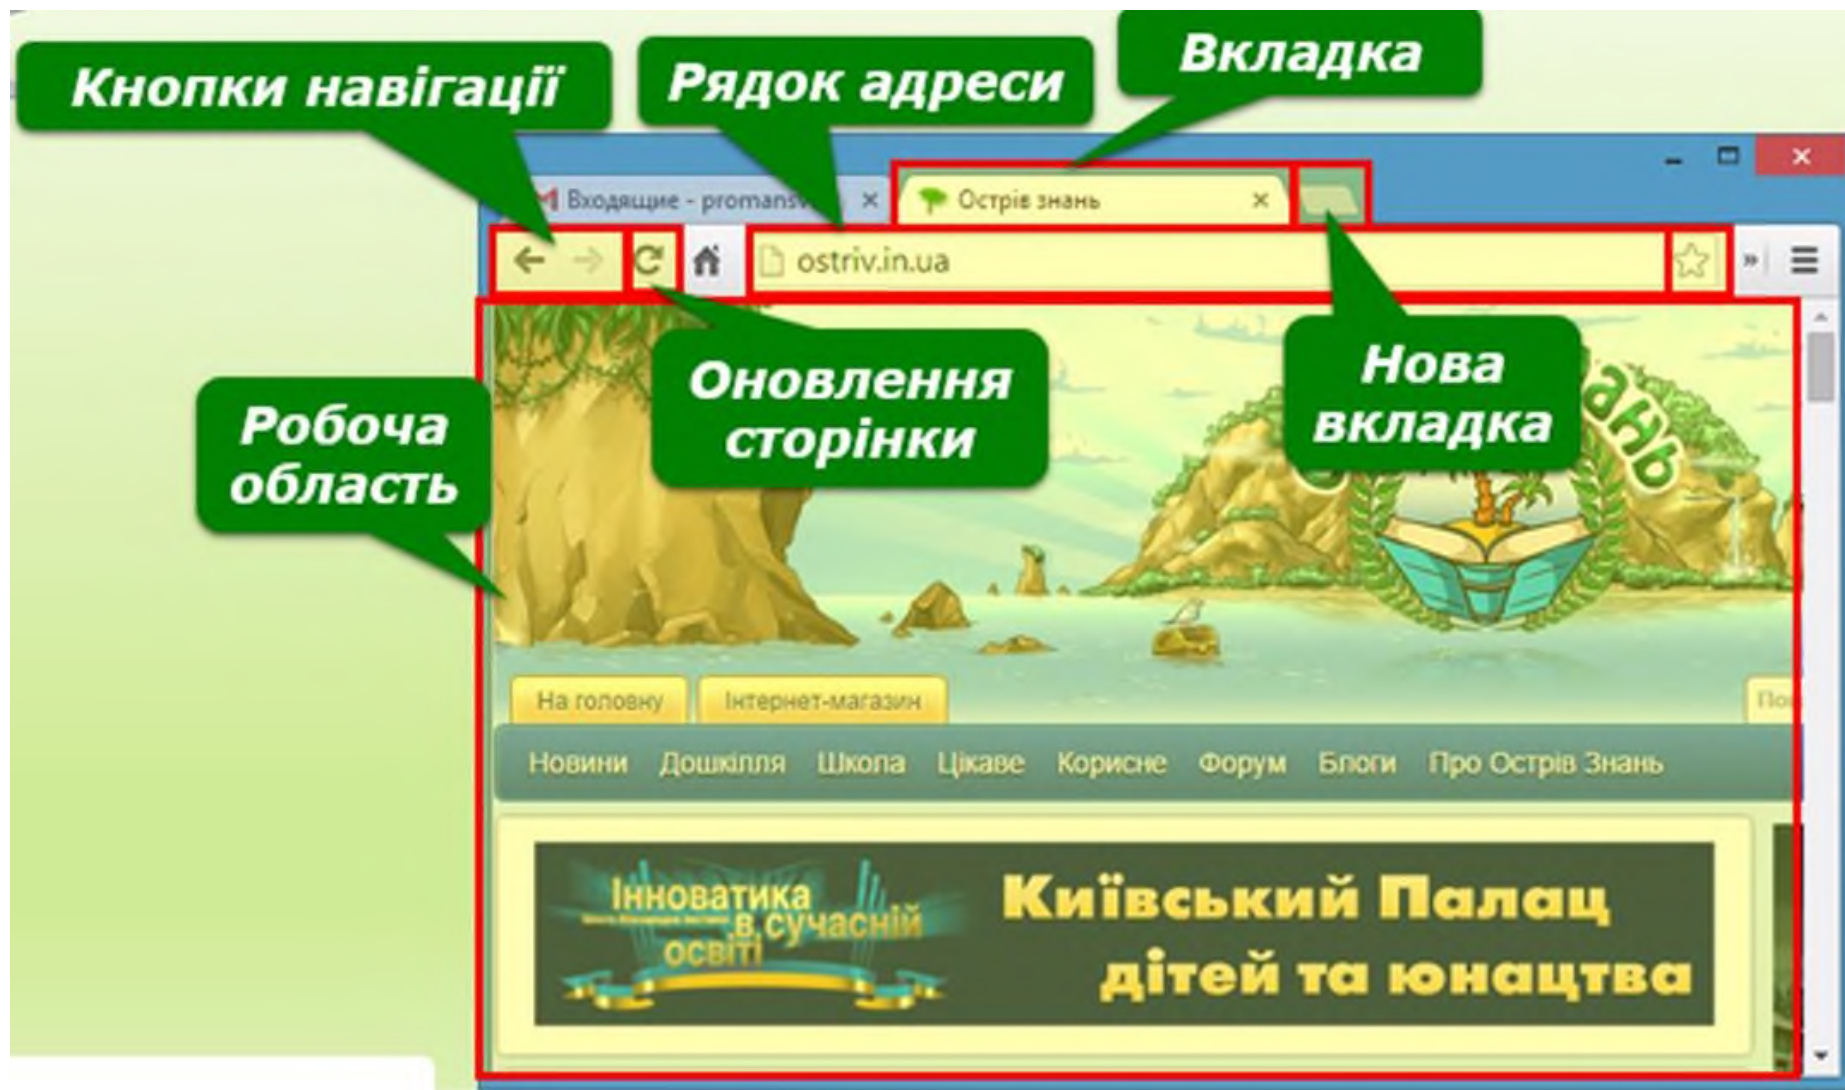 Кнопки навігації
Рядок адреси
Вкладка
Входящие - promansv
Острів знань
ostriv.in.ua
Оновлення
сторінки
Нова
вкладка
Робоча
область
На головну
Інтернет-магазин
Новини Дошкілля Школа Цікаве Корисне Форум Блоги Про Острів Знань
Інноватика
в сучасній
освіті
Київський Палац
дітей та юнацтва